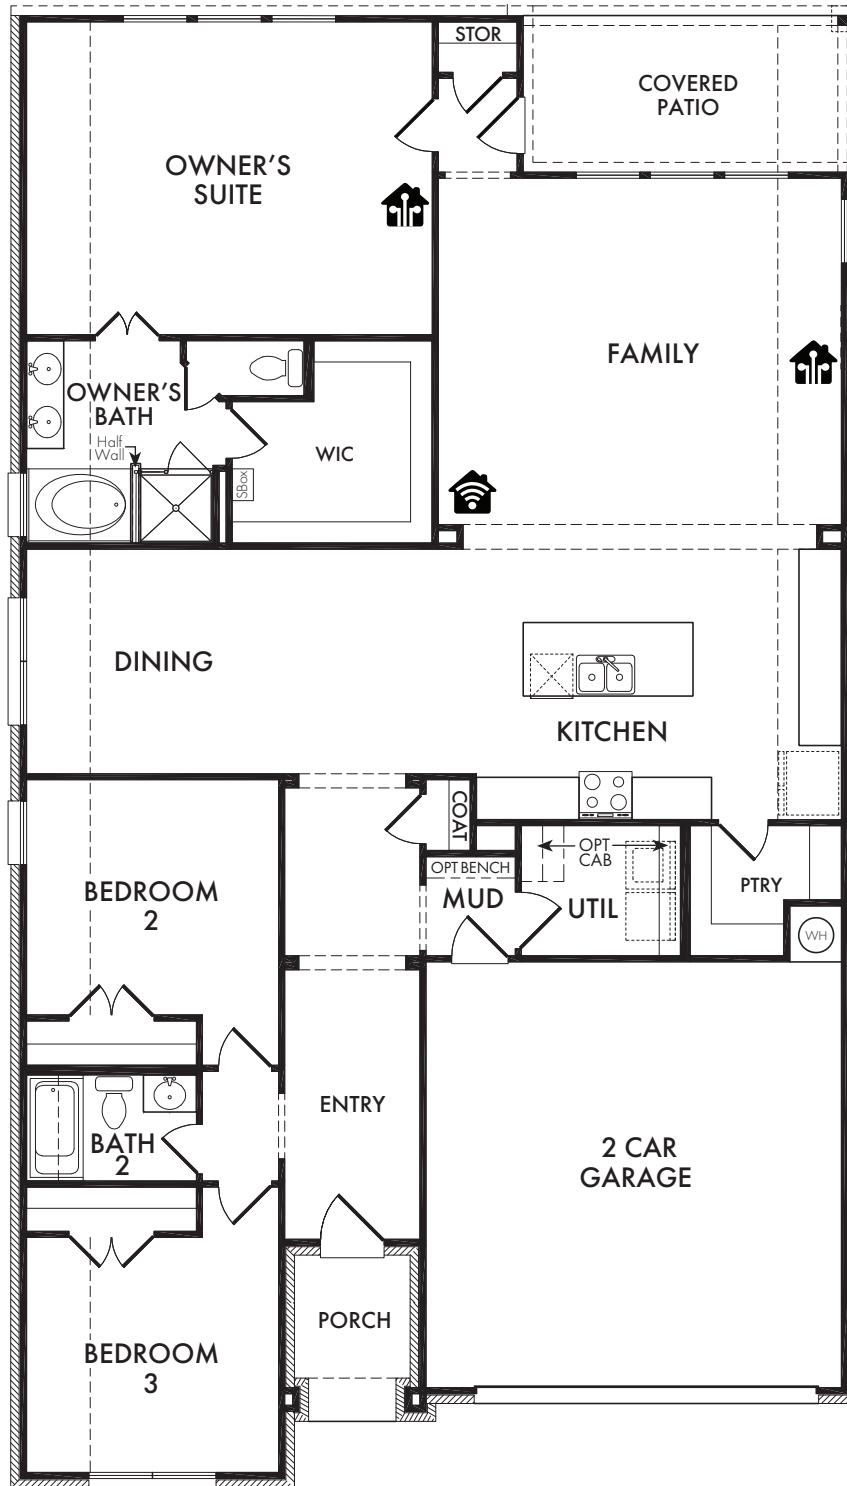 STOR
COVERED
PATIO
OWNER'S
SUITE
FAMILY
OWNER'S
BATH
Half
Wall
WIC
SBox
DINING
KITCHEN
COAT
OPT BENCH
OPT
CAB
MUD
UTIL
PTRY
WH
BEDROOM
2
ENTRY
BATH
2
2 CAR
GARAGE
PORCH
BEDROOM
3